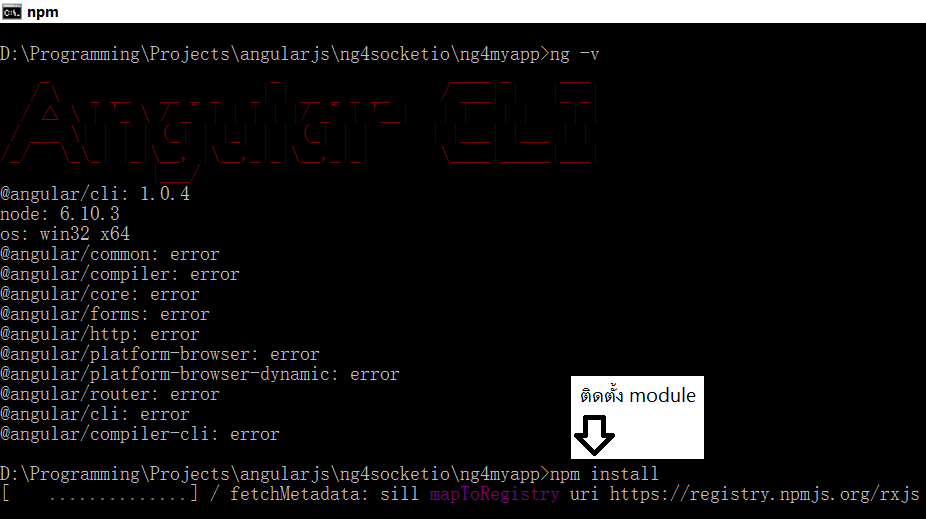 npm
D:\Programming\Projects\angularjs\ng4socketio\ng4myapp>ng -v
Angular CLI
@angular/cli: 1.0.4
node: 6.10.3
os: win32 x64
@angular/common: error
@angular/compiler: error
@angular/core: error
@angular/forms: error
@angular/http: error
@angular/platform-browser: error
@angular/platform-browser-dynamic: error
@angular/router: error
@angular/cli: error
@angular/compiler-cli: error
ติดตั้ง module
D:\Programming\Projects\angularjs\ng4socketio\ng4myapp>npm install
[    ..............] / fetchMetadata: sill mapToRegistry uri https://registry.npmjs.org/rxjs